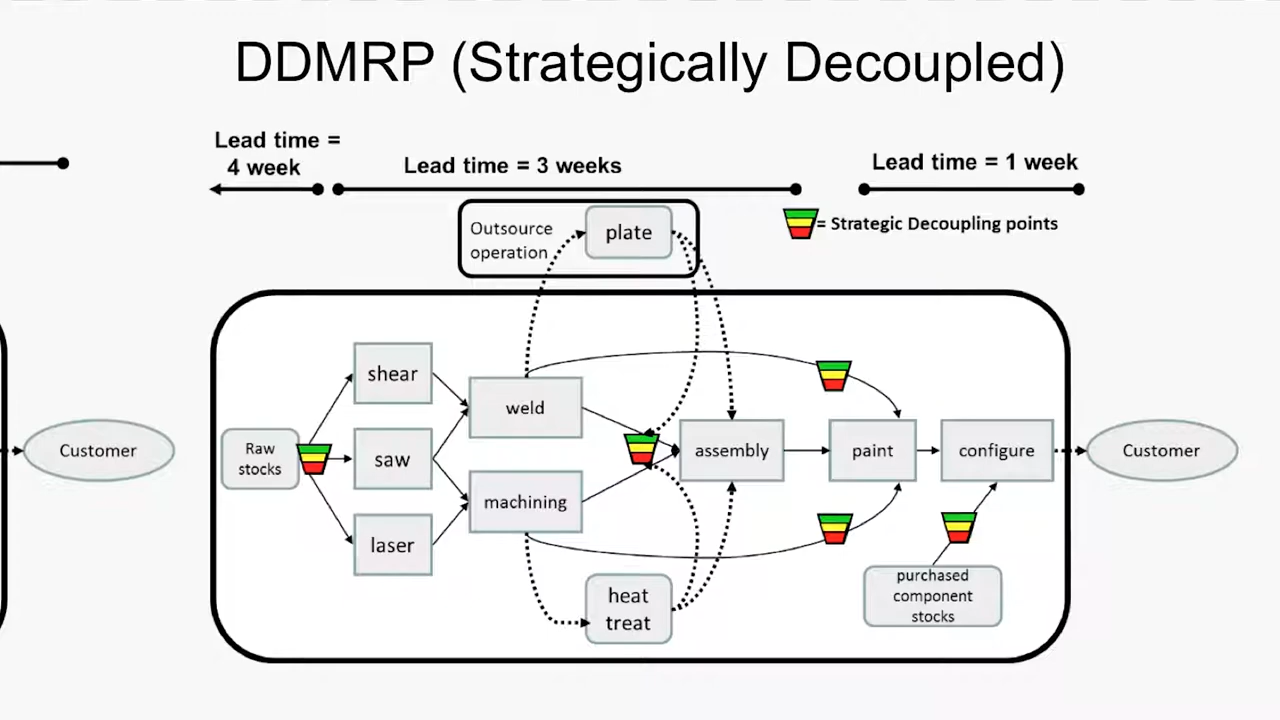 DDMRP (Strategically Decoupled)
Lead time =
4 week
Lead time = 3 weeks
Lead time = 1 week
= Strategic Decoupling points
Outsource
operation
plate
shear
weld
Raw
stocks
saw
machining
laser
assembly
paint
configure
Customer
Customer
heat
treat
purchased
component
stocks